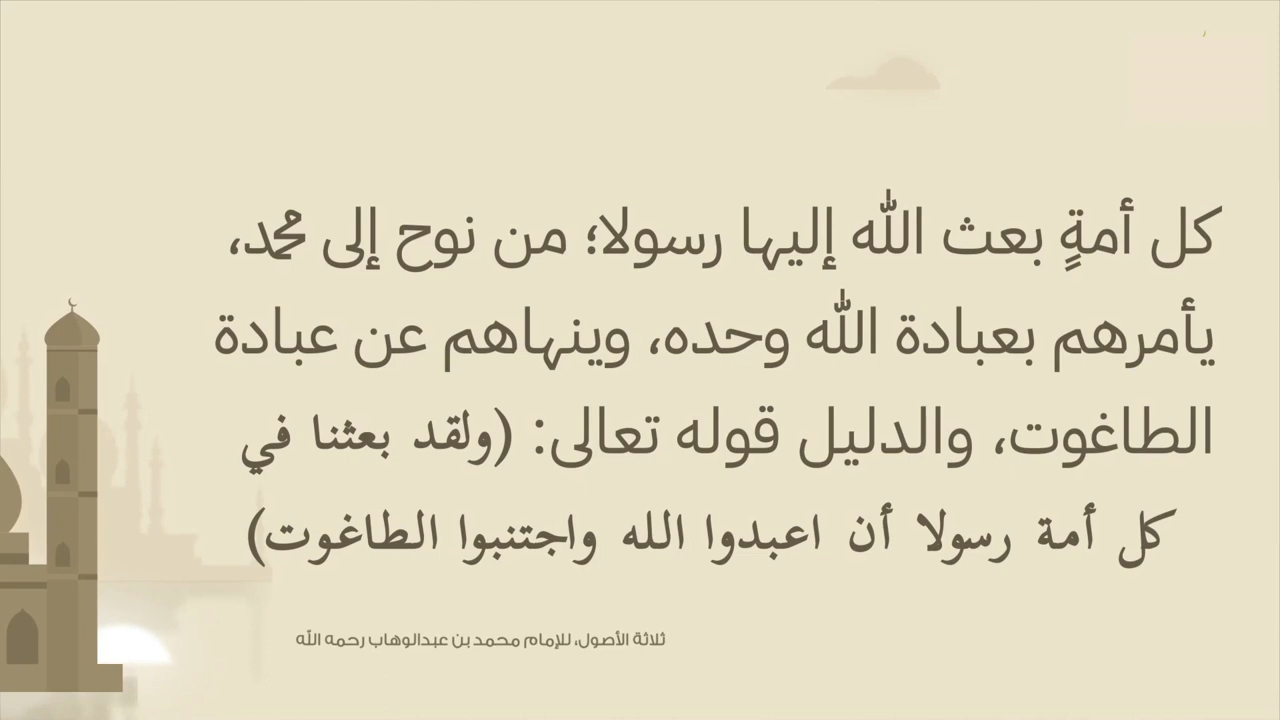 كل أمةٍ بعث الله إليها رسولا؛ من نوح إلى محمد،
يأمرهم بعبادة الله وحده، وينهاهم عن عبادة
الطاغوت، والدليل قوله تعالى: (ولقد بعثنا في
كل أمة رسولا أن اعبدوا الله واجتنبوا الطاغوت)
ثلاثة الأصول، للإمام محمد بن عبدالوهاب رحمه الله